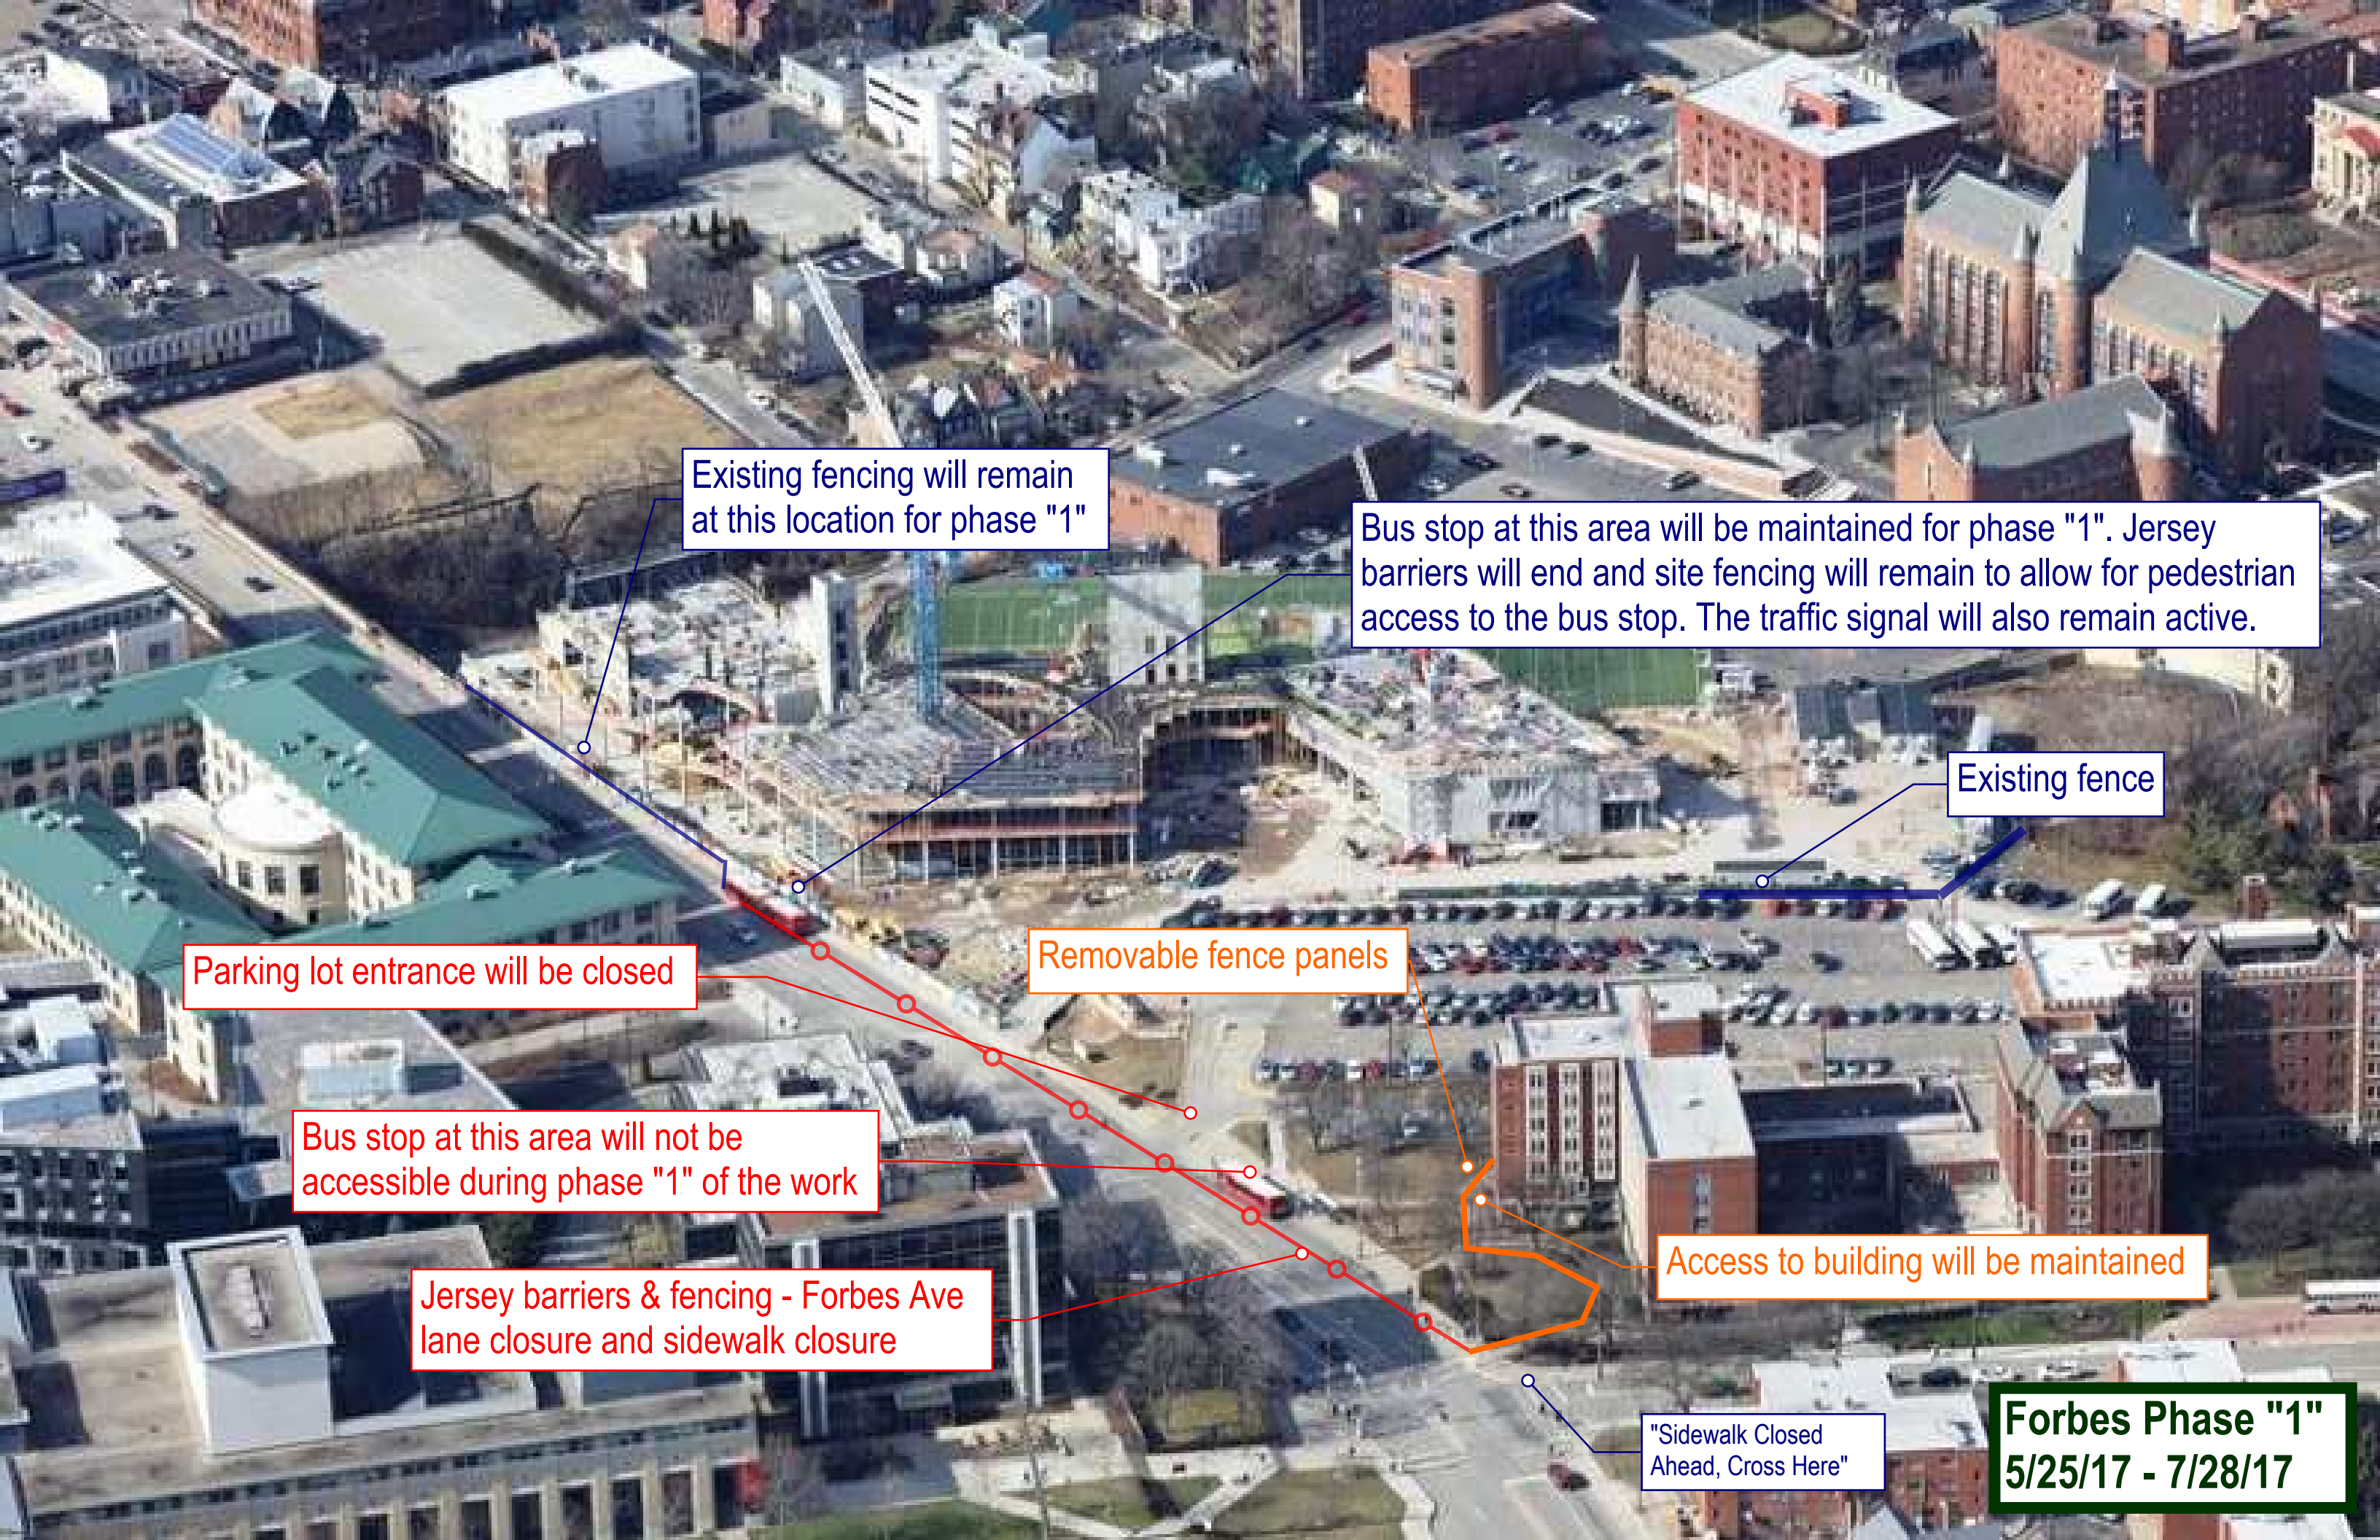 Existing fencing will remain
at this location for phase "1"
Bus stop at this area will be maintained for phase "1". Jersey
barriers will end and site fencing will remain to allow for pedestrian
access to the bus stop. The traffic signal will also remain active.
Existing fence
Parking lot entrance will be closed
Removable fence panels
Bus stop at this area will not be
accessible during phase "1" of the work
Access to building will be maintained
Jersey barriers & fencing - Forbes Ave
lane closure and sidewalk closure
"Sidewalk Closed
Ahead, Cross Here"
Forbes Phase "1"
5/25/17 - 7/28/17